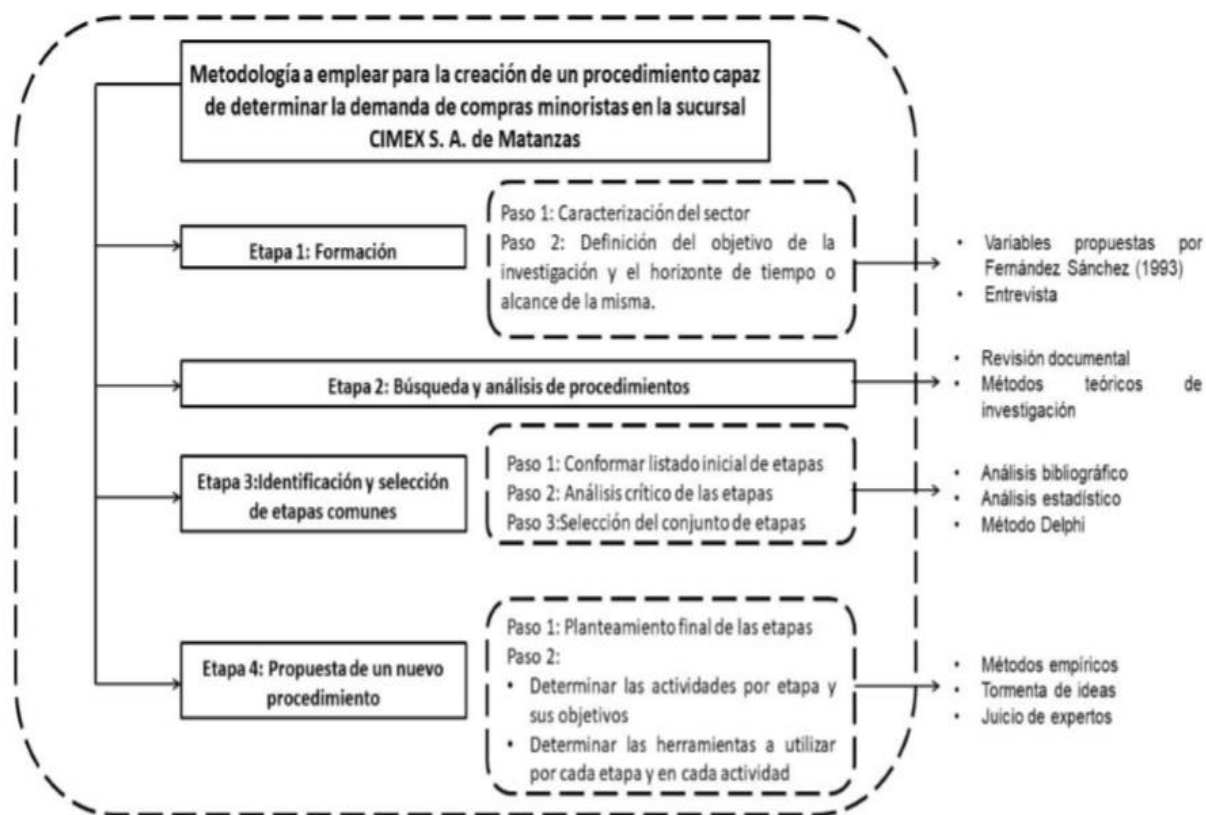 Metodología a emplear para la creación de un procedimiento capaz
de determinar la demanda de compras minoristas en la sucursal
CIMEX S. A. de Matanzas
Etapa 1: Formación
Paso 1: Caracterización del sector
Paso 2: Definición del objetivo de la
investigación y el horizonte de tiempo o
alcance de la misma.
• Variables propuestas por
Fernández Sánchez (1993)
• Entrevista
Etapa 2: Búsqueda y análisis de procedimientos
• Revisión documental
• Métodos teóricos de
investigación
Etapa 3:Identificación y selección
de etapas comunes
Paso 1: Conformar listado inicial de etapas
Paso 2: Análisis crítico de las etapas
Paso 3:Selección del conjunto de etapas
• Análisis bibliográfico
• Análisis estadístico
• Método Delphi
Etapa 4: Propuesta de un nuevo
procedimiento
Paso 1: Planteamiento final de las etapas
Paso 2:
• Determinar las actividades por etapa y
sus objetivos
• Determinar las herramientas a utilizar
por cada etapa y en cada actividad
• Métodos empíricos
• Tormenta de ideas
• Juicio de expertos